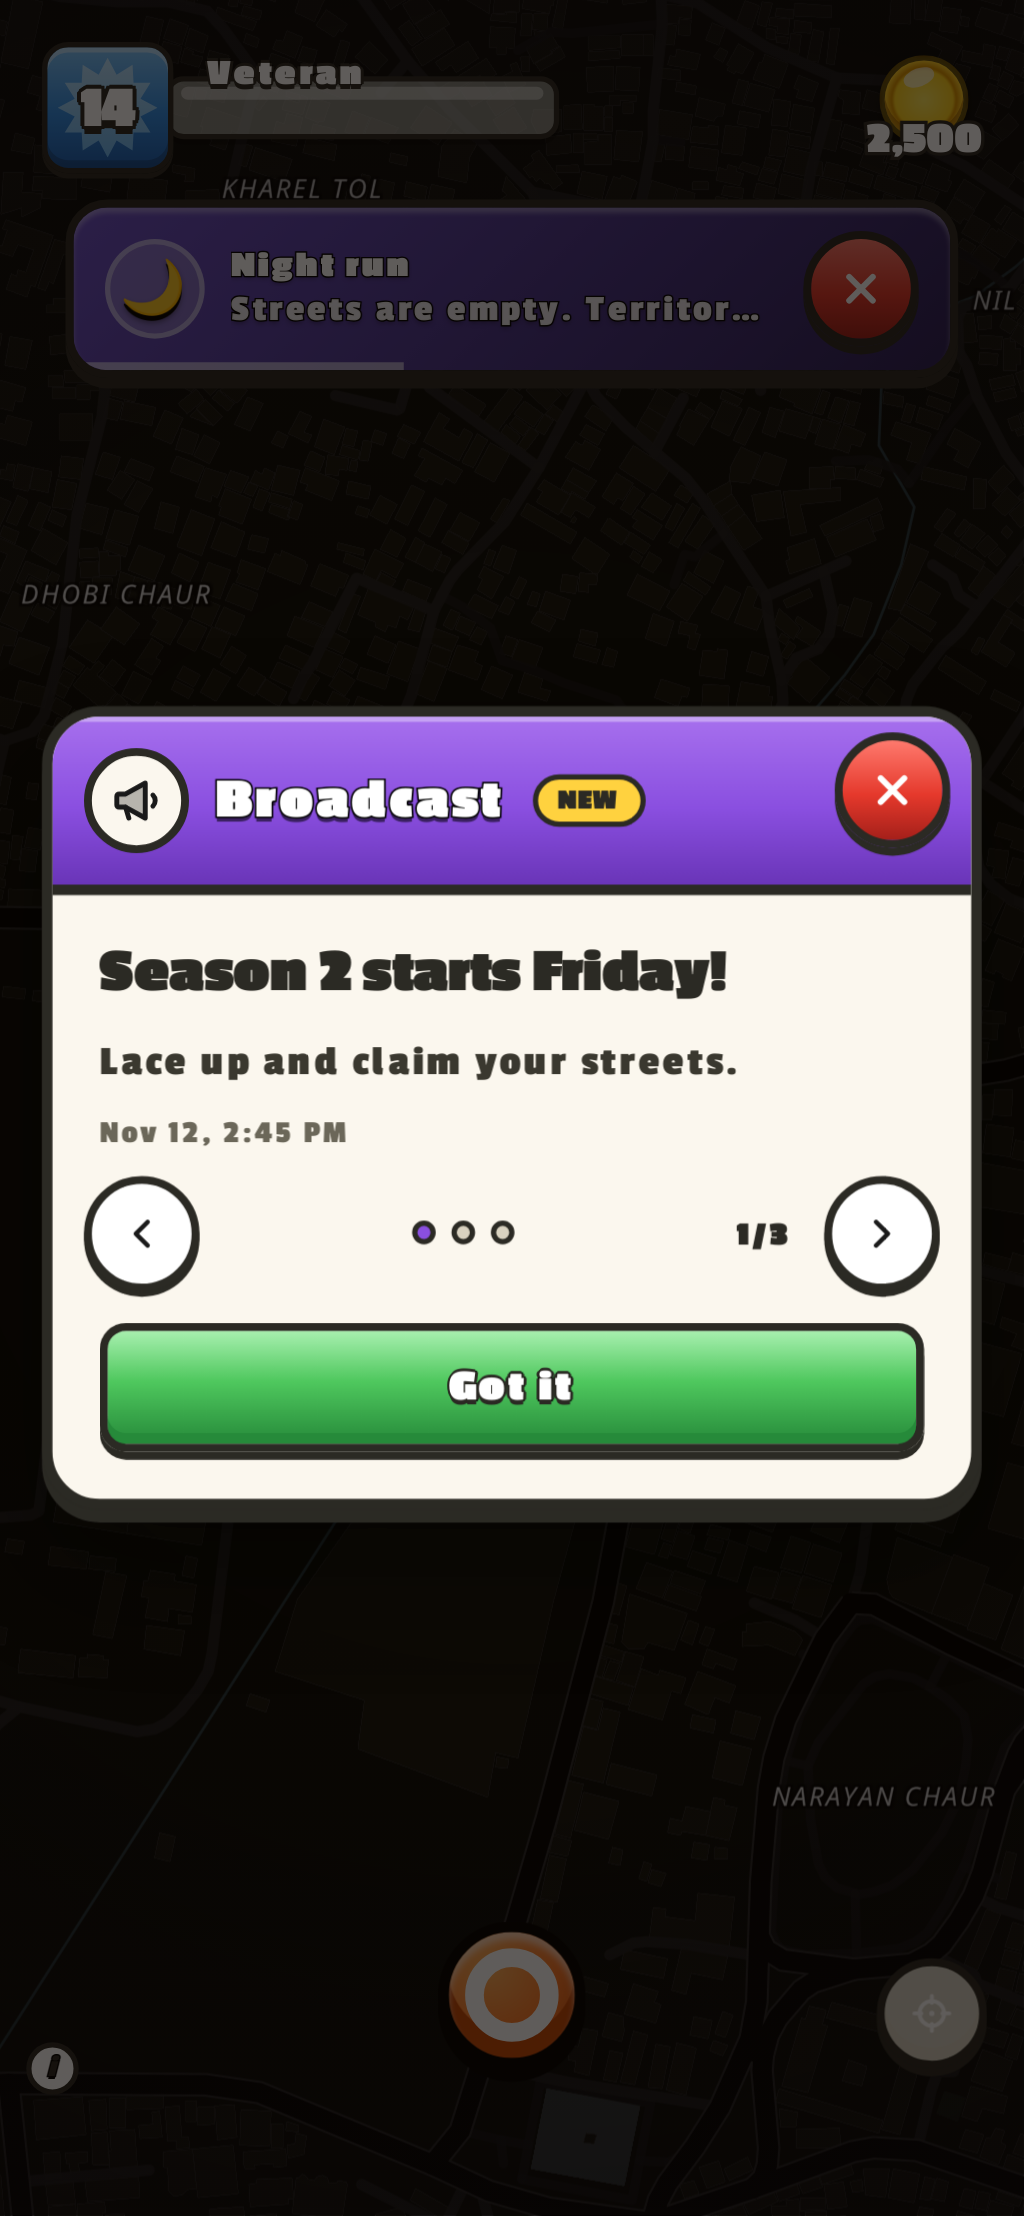 Veteran
14
2,500
KHAREL TOL
Night run
Streets are empty. Territor...
NIL
DHOBI CHAUR
Broadcast
NEW
Season 2 starts Friday!
Lace up and claim your streets.
Nov 12, 2:45 PM
1/3
Got it
NARAYAN CHAUR